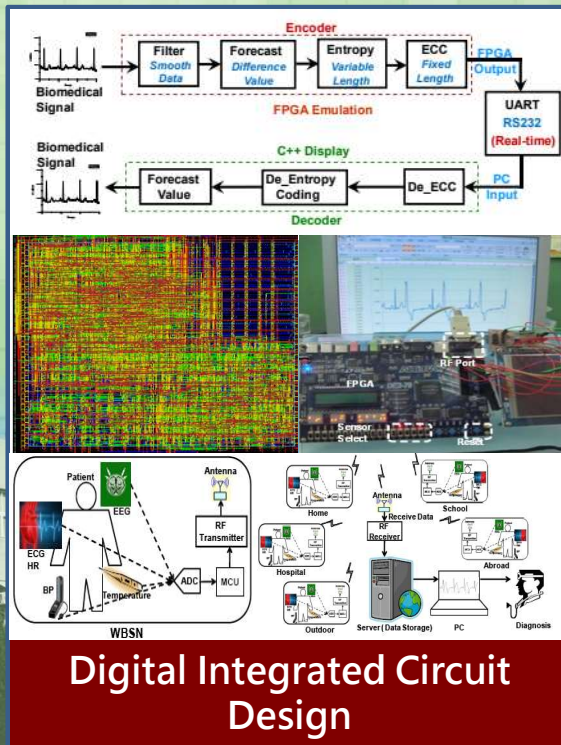 Encoder
Filter
Smooth
Data
Forecast
Difference
Value
Entropy
Variable
Length
ECC
Fixed
Length
FPGA
Output
Biomedical
Signal
FPGA Emulation
UART
RS232
(Real-time)
Biomedical
Signal
C++ Display
Forecast
Value
De_Entropy
Coding
De_ECC
PC
Input
Decoder
RF Port
FPGA
Sensor
Select
Reset
Patient
EEG
ECG
HR
BP
Temperature
Antenna
RF
Transmitter
ADC
MCU
WBSN
Home
Hospital
Outdoor
Antenna
Receive Data
RF
Receiver
School
Abroad
Server ( Data Storage)
PC
Diagnosis
Digital Integrated Circuit
Design